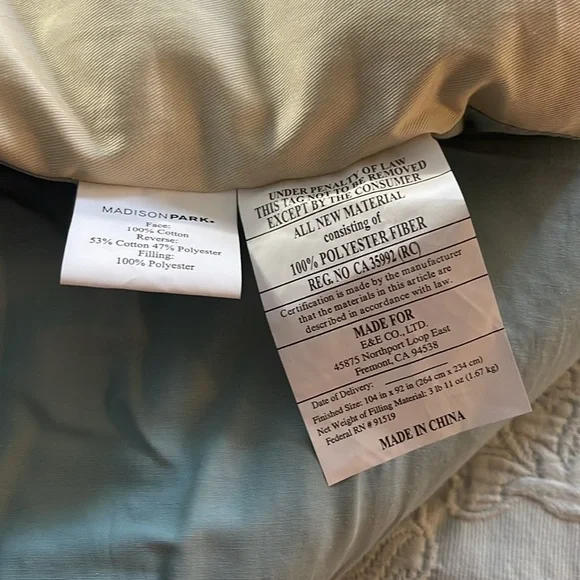 MADISONPARK.
Face:
100% Cotton
Reverse:
53% Cotton 47% Polyester
Filling:
100% Polyester
UNDER PENALTY OF LAW
THIS TAG NOT TO BE REMOVED
EXCEPT BY THE CONSUMER
ALL NEW MATERIAL
consisting of
100% POLYESTER FIBER
REG. NO CA 35992 (RC)
Certification is made by the manufacturer
that the materials in this article are
described in accordance with law.
MADE FOR
E&E CO., LTD.
45875 Northport Loop East
Fremont, CA 94538
Date of Delivery:
Finished Size: 104 in x 92 in (264 cm x 234 cm)
Net Weight of Filling Material: 3 lb 11 oz (1.67 kg)
Federal RN # 91519
MADE IN CHINA